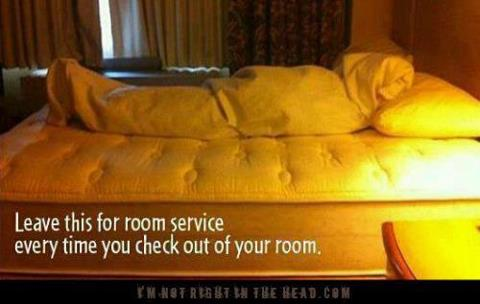 Leave this for room service
every time you check out of your room.
I'M NOT RIGHT IN THE HEAD.COM